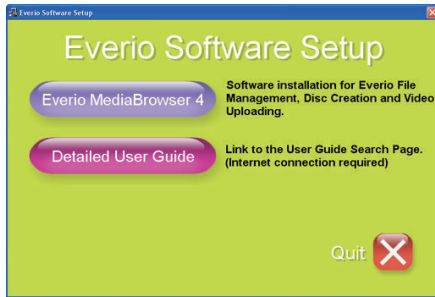 Everio Software Setup
Everio Software Setup
Everio MediaBrowser 4
Software installation for Everio File
Management, Disc Creation and Video
Uploading.
Detailed User Guide
Link to the User Guide Search Page.
(Internet connection required)
Quit